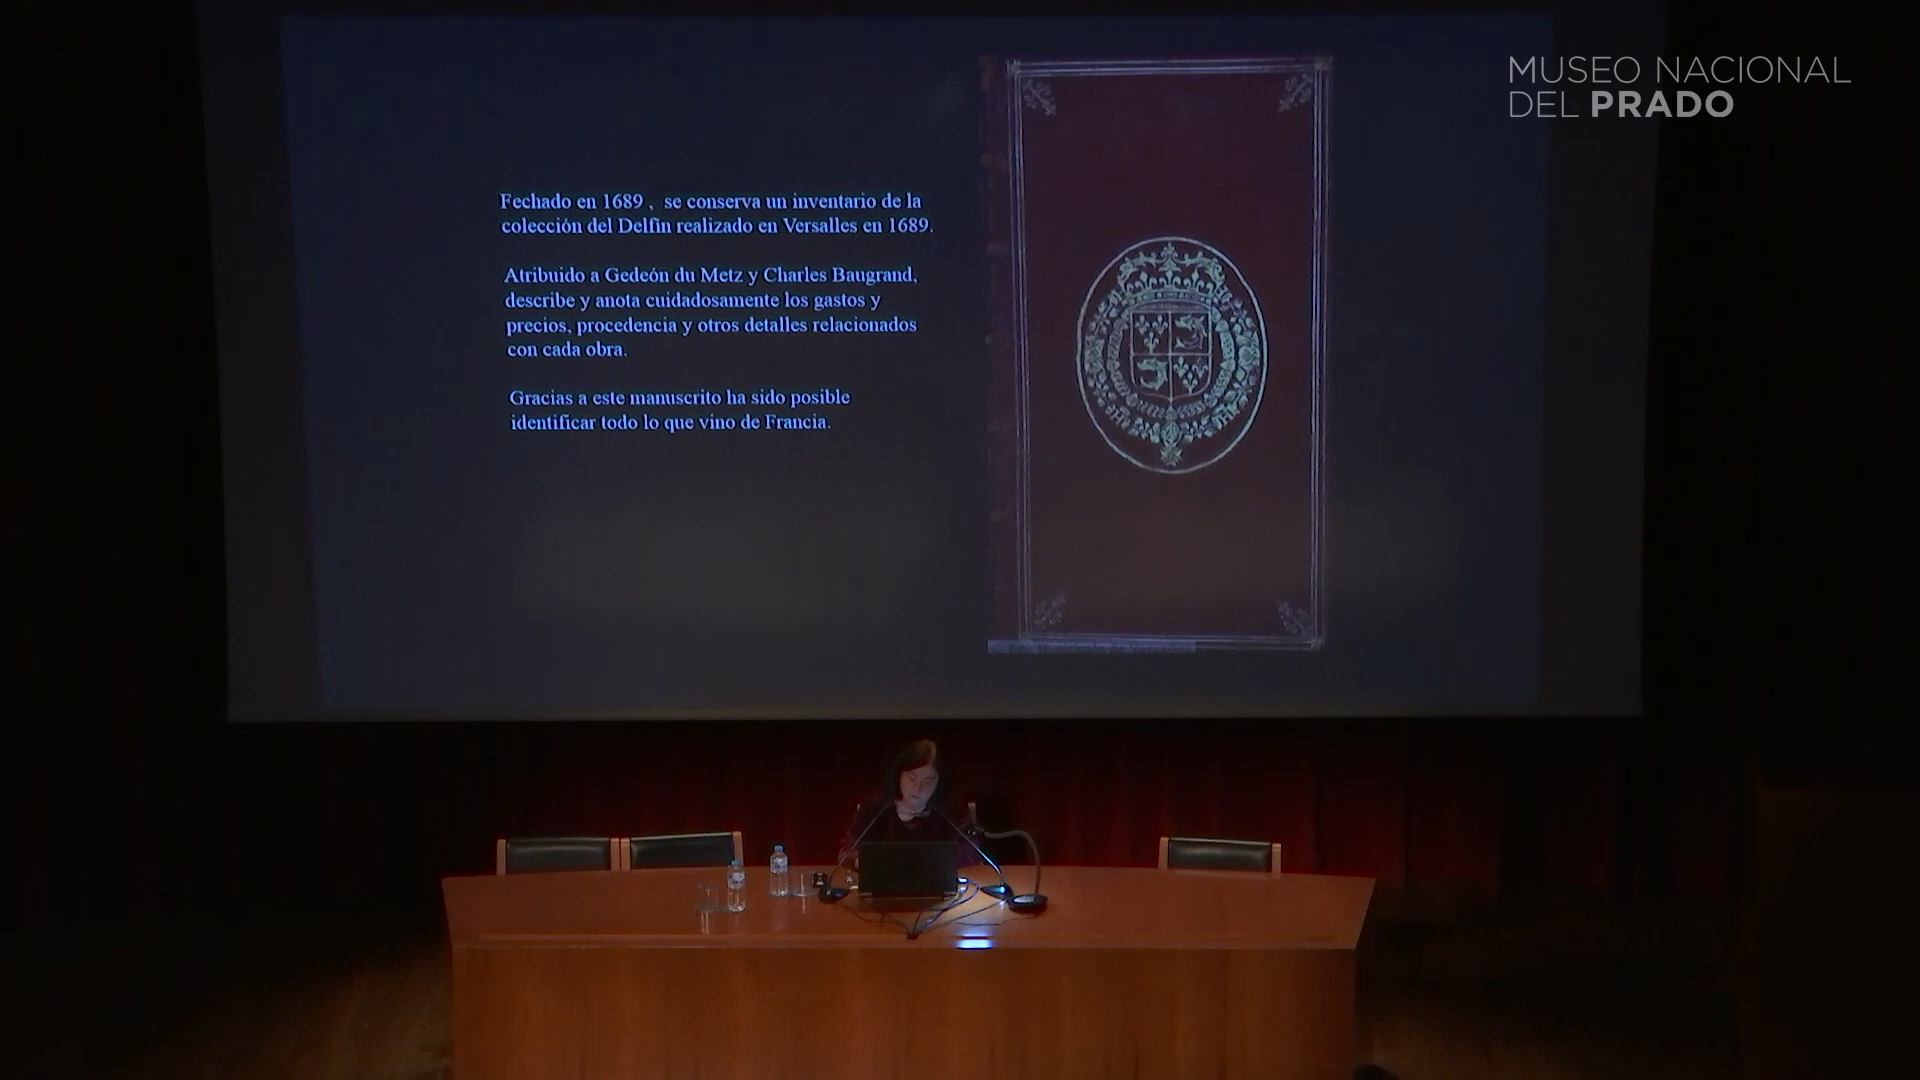 MUSEO NACIONAL
DEL PRADO
Fechado en 1689 , se conserva un inventario de la
colección del Delfín realizado en Versalles en 1689.
Atribuido a Gedeón du Metz y Charles Baugrand,
describe y anota cuidadosamente los gastos y
precios, procedencia y otros detalles relacionados
con cada obra.
Gracias a este manuscrito ha sido posible
identificar todo lo que vino de Francia.